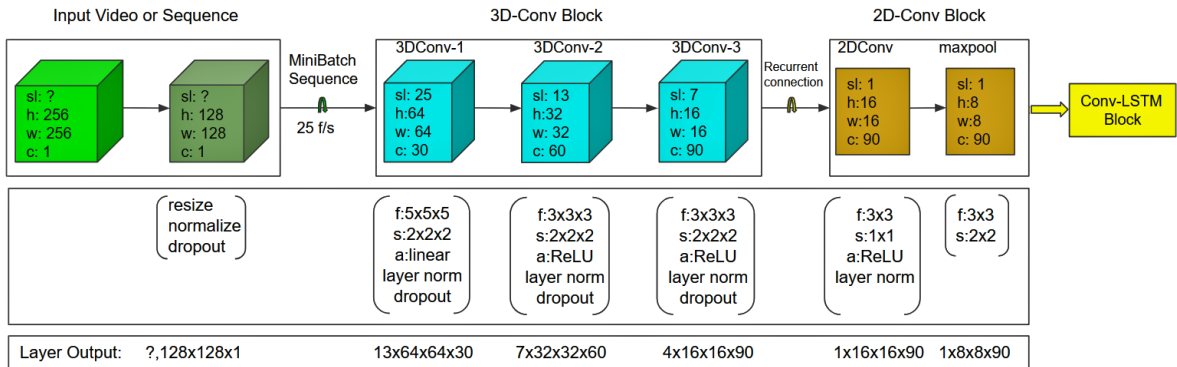 Input Video or Sequence
3D-Conv Block
2D-Conv Block
sl: ?
h: 256
w: 256
c: 1
sl: ?
h: 128
w: 128
c: 1
MiniBatch
Sequence
25 f/s
3DConv-1
sl: 25
h:64
w: 64
c: 30
3DConv-2
sl: 13
h:32
w: 32
c: 60
3DConv-3
sl: 7
h:16
w: 16
c: 90
Recurrent
connection
2DConv
sl: 1
h:16
w:16
c: 90
maxpool
sl: 1
h:8
w:8
c: 90
Conv-LSTM
Block
resize
normalize
dropout
f:5x5x5
s:2x2x2
a:linear
layer norm
dropout
f:3x3x3
s:2x2x2
a:ReLU
layer norm
dropout
f:3x3x3
s:2x2x2
a:ReLU
layer norm
dropout
f:3x3
s:1x1
a:ReLU
layer norm
f:3x3
s:2x2
Layer Output: ?,128x128x1 13x64x64x30 7x32x32x60 4x16x16x90 1x16x16x90 1x8x8x90